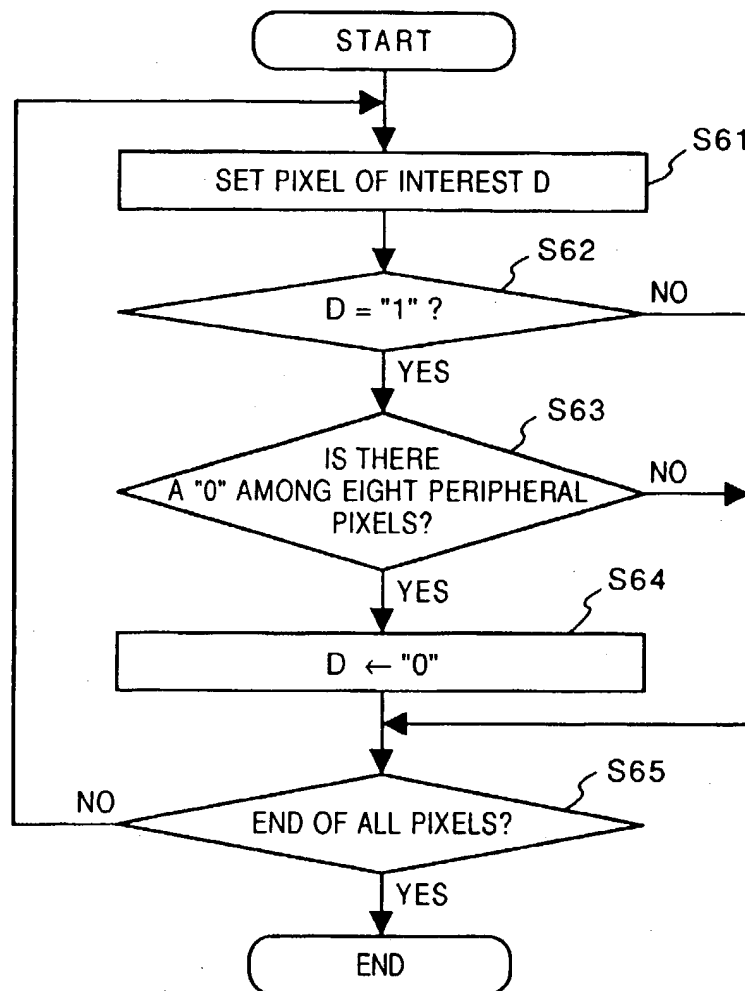 START
S61
SET PIXEL OF INTEREST D
S62
D = "1" ?
NO
YES
S63
IS THERE
A "0" AMONG EIGHT PERIPHERAL
PIXELS?
NO
YES
S64
D ← "0"
S65
NO
END OF ALL PIXELS?
YES
END